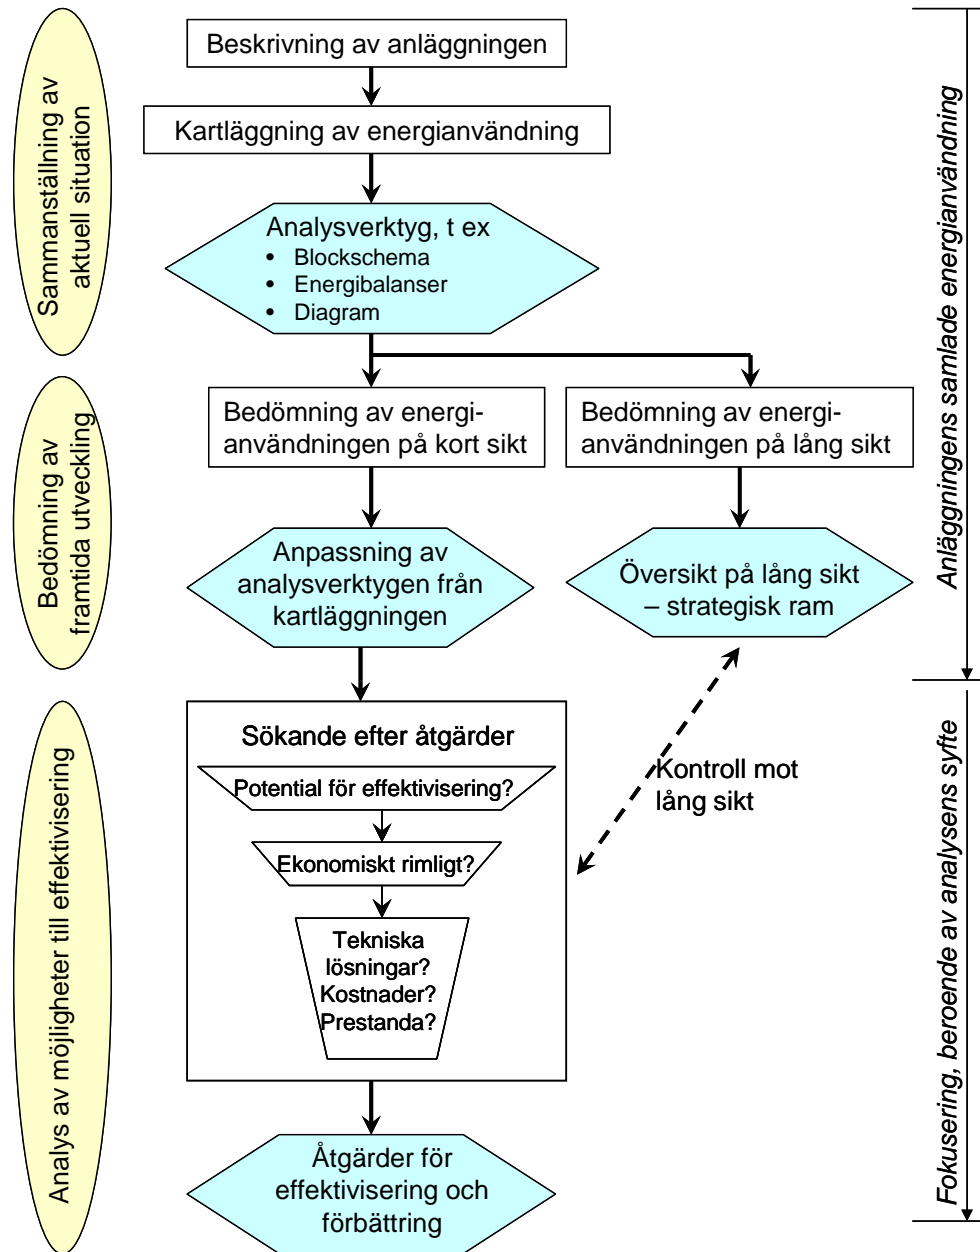 Sammanställning av
aktuell situation
Beskrivning av anläggningen
Kartläggning av energianvändning
Analysverktyg, t ex
• Blockschema
• Energibalanser
• Diagram
Anläggningens samlade energianvändning
Bedömning av
framtida utveckling
Bedömning av energi-
användningen på kort sikt
Bedömning av energi-
användningen på lång sikt
Anpassning av
analysverktygen från
kartläggningen
Översikt på lång sikt
– strategisk ram
Analys av möjligheter till effektivisering
Sökande efter åtgärder
Potential för effektivisering?
Ekonomiskt rimligt?
Tekniska
lösningar?
Kostnader?
Prestanda?
Kontroll mot
lång sikt
Fokusering, beroende av analysens syfte
Åtgärder för
effektivisering och
förbättring